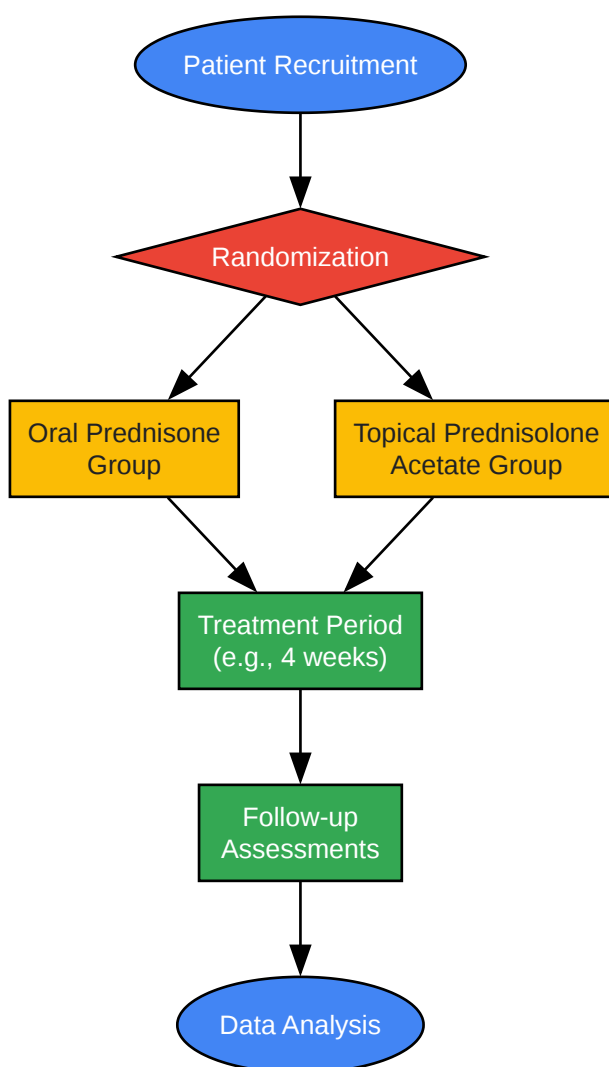 Patient Recruitment
Randomization
Oral Prednisone
Group
Topical Prednisolone
Acetate Group
Treatment Period
(e.g., 4 weeks)
Follow-up
Assessments
Data Analysis